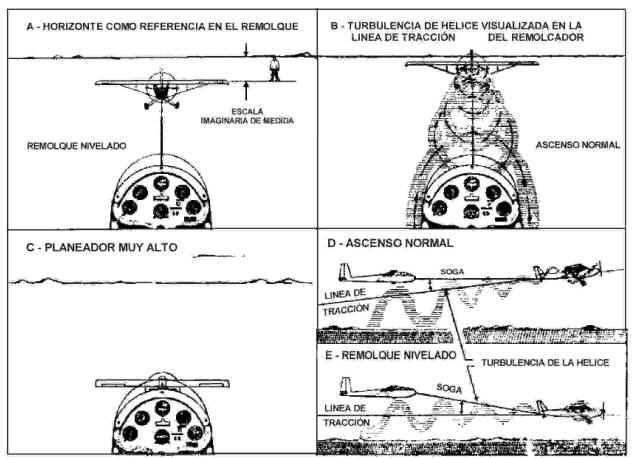 A - HORIZONTE COMO REFERENCIA EN EL REMOLQUE
ESCALA
IMAGINARIA DE MEDIDA
REMOLQUE NIVELADO
B - TURBULENCIA DE HELICE VISUALIZADA EN LA
LINEA DE TRACCIÓN DEL REMOLCADOR
ASCENSO NORMAL
C - PLANEADOR MUY ALTO
D - ASCENSO NORMAL
SOGA
LINEA DE
TRACCIÓN
E - REMOLQUE NIVELADO
TURBULENCIA DE LA HELICE
SOGA
LINEA DE
TRACCIÓN